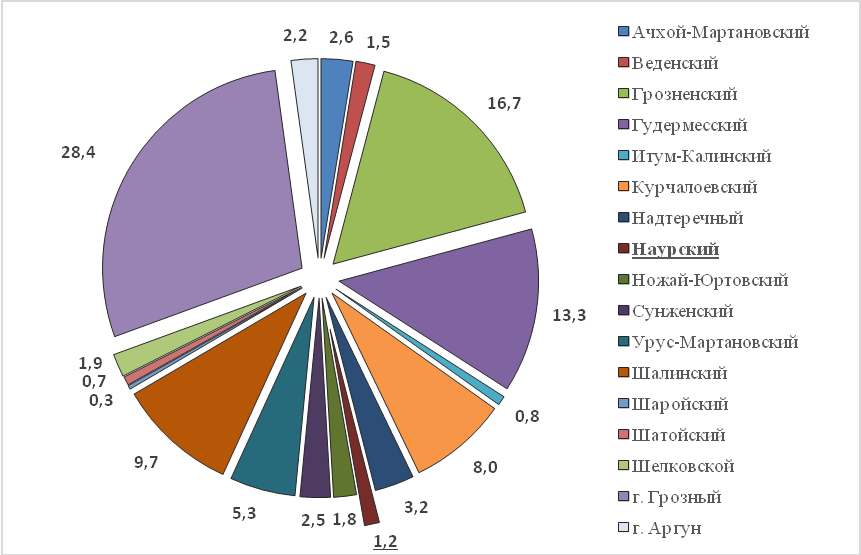 2,2
2,6
1,5
16,7
28,4
13,3
1,9
0,7
0,3
0,8
9,7
8,0
5,3
2,5
1,8
1,2
3,2
Ачхой-Мартановский
Веденский
Грозненский
Гудермесский
Итум-Калинский
Курчалоевский
Надтеречный
Наурский
Ножай-Юртовский
Сунженский
Урус-Мартановский
Шалинский
Шаройский
Шатойский
Шелковской
г. Грозный
г. Аргун